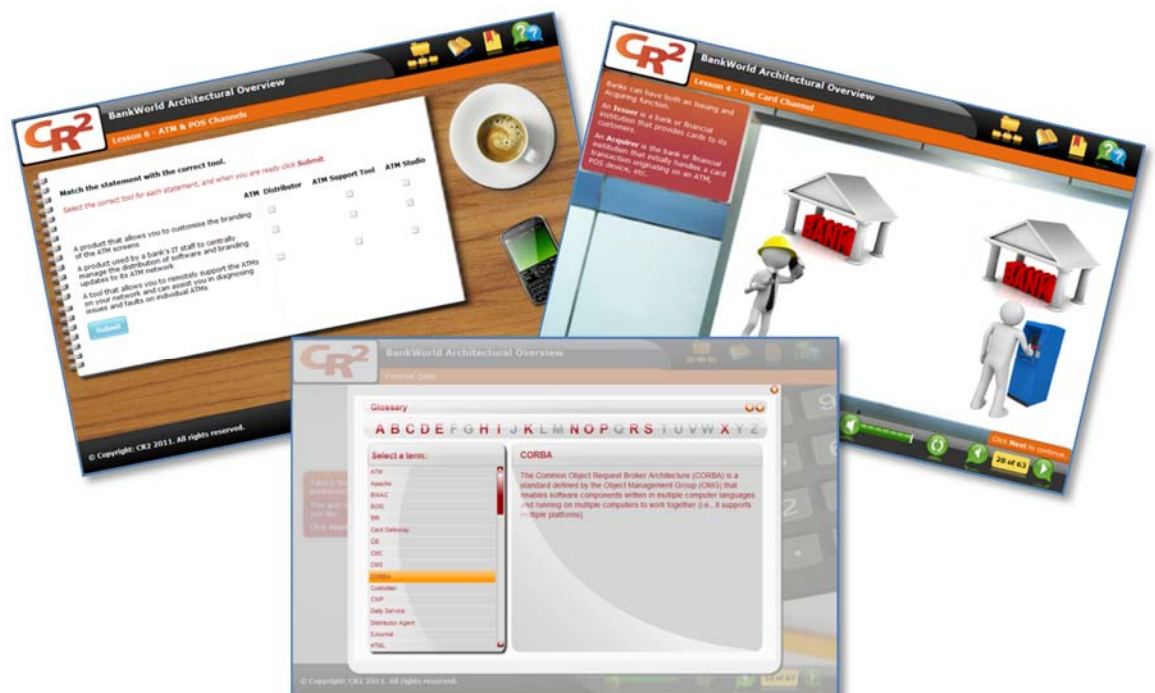 CR2
BankWorld Architectural Overview
Lesson 6 - ATM & POS Channels
Match the statement with the correct tool.
Select the correct tool for each statement, and when you are ready click Submit.
ATM Distributor ATM Support Tool ATM Studio
A product that allows you to customise the branding
of the ATM screens
A product used by a bank's IT staff to centrally
manage the distribution of software and branding
updates to its ATM network
A tool that allows you to remotely support the ATMs
on your network and can assist you in diagnosing
issues and faults on individual ATMs
Submit
© Copyright: CR2 2011. All rights reserved.
CR2
BankWorld Architectural Overview
Lesson 4 - The Card Channel
Banks can have both an Issuing and
Acquiring function.
An Issuer is a bank or financial
institution that provides cards to its
customers.
An Acquirer is the bank or financial
institution that initially handles a card
transaction originating on an ATM,
POS device, etc.
BANK
BANK
Click Next to continue.
28 of 63
CR2
BankWorld Architectural Overview
Course Quiz
Glossary
A B C D E F G H I J K L M N O P Q R S T U V W X Y Z
Select a term:
ATM
Apache
BOIS
BRI
Card Gateway
CB
CMC
CMS
CORBA
Custodian
CWP
Daily Service
Distributor Agent
Ejournal
HTML
CORBA
The Common Object Request Broker Architecture (CORBA) is a
standard defined by the Object Management Group (OMG) that
enables software components written in multiple computer languages
and running on multiple computers to work together (i.e., it supports
multiple platforms).
© Copyright: CR2 2011. All rights reserved.